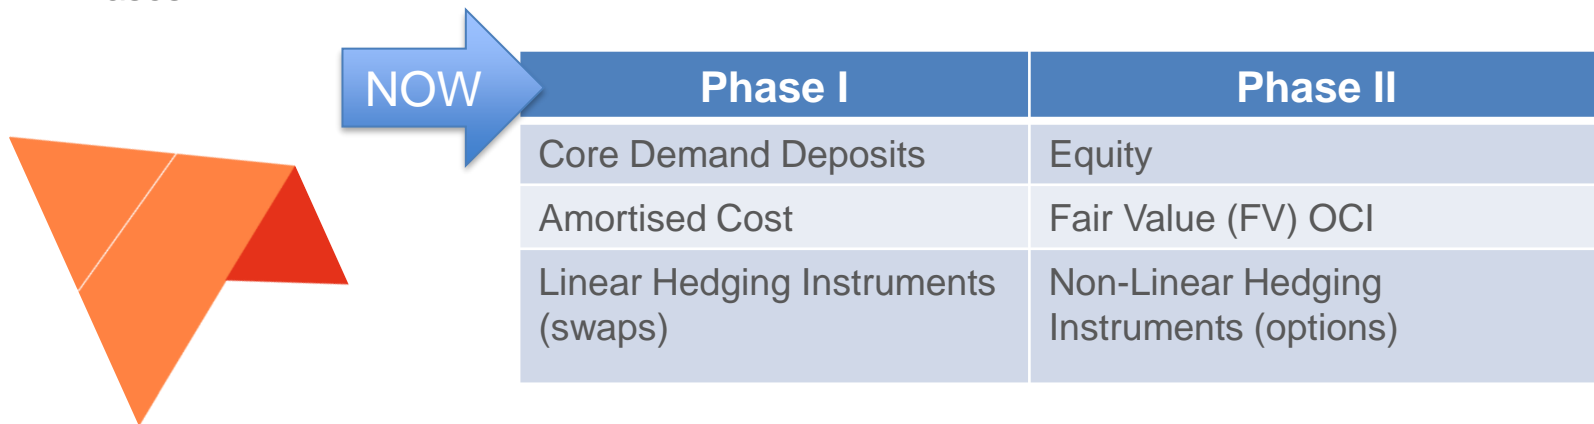 NOW
Phase I
Phase II
Core Demand Deposits
Equity
Amortised Cost
Fair Value (FV) OCI
Linear Hedging Instruments
(swaps)
Non-Linear Hedging
Instruments (options)